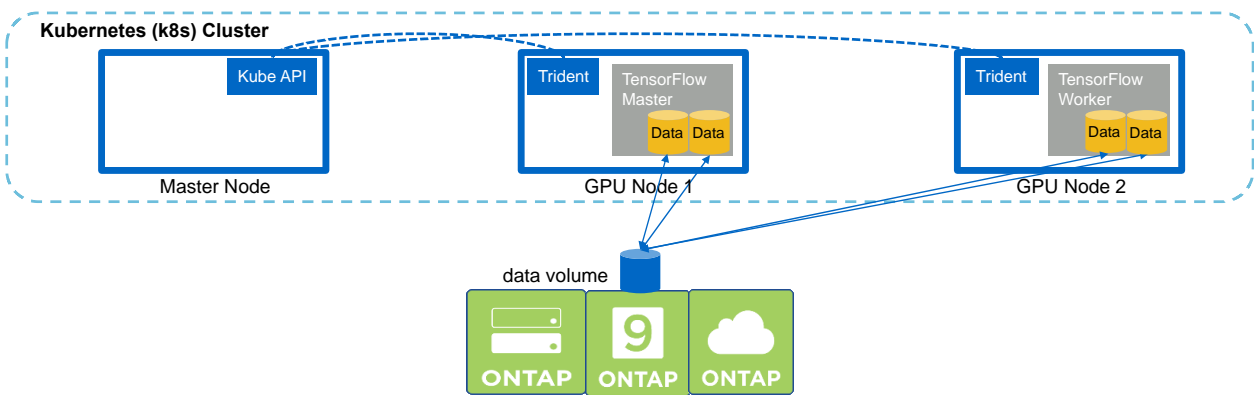 Kubernetes (k8s) Cluster
Kube API
Trident
TensorFlow
Master
Data
Data
Trident
TensorFlow
Worker
Data
Data
Master Node
GPU Node 1
GPU Node 2
data volume
ONTAP
9
ONTAP
ONTAP